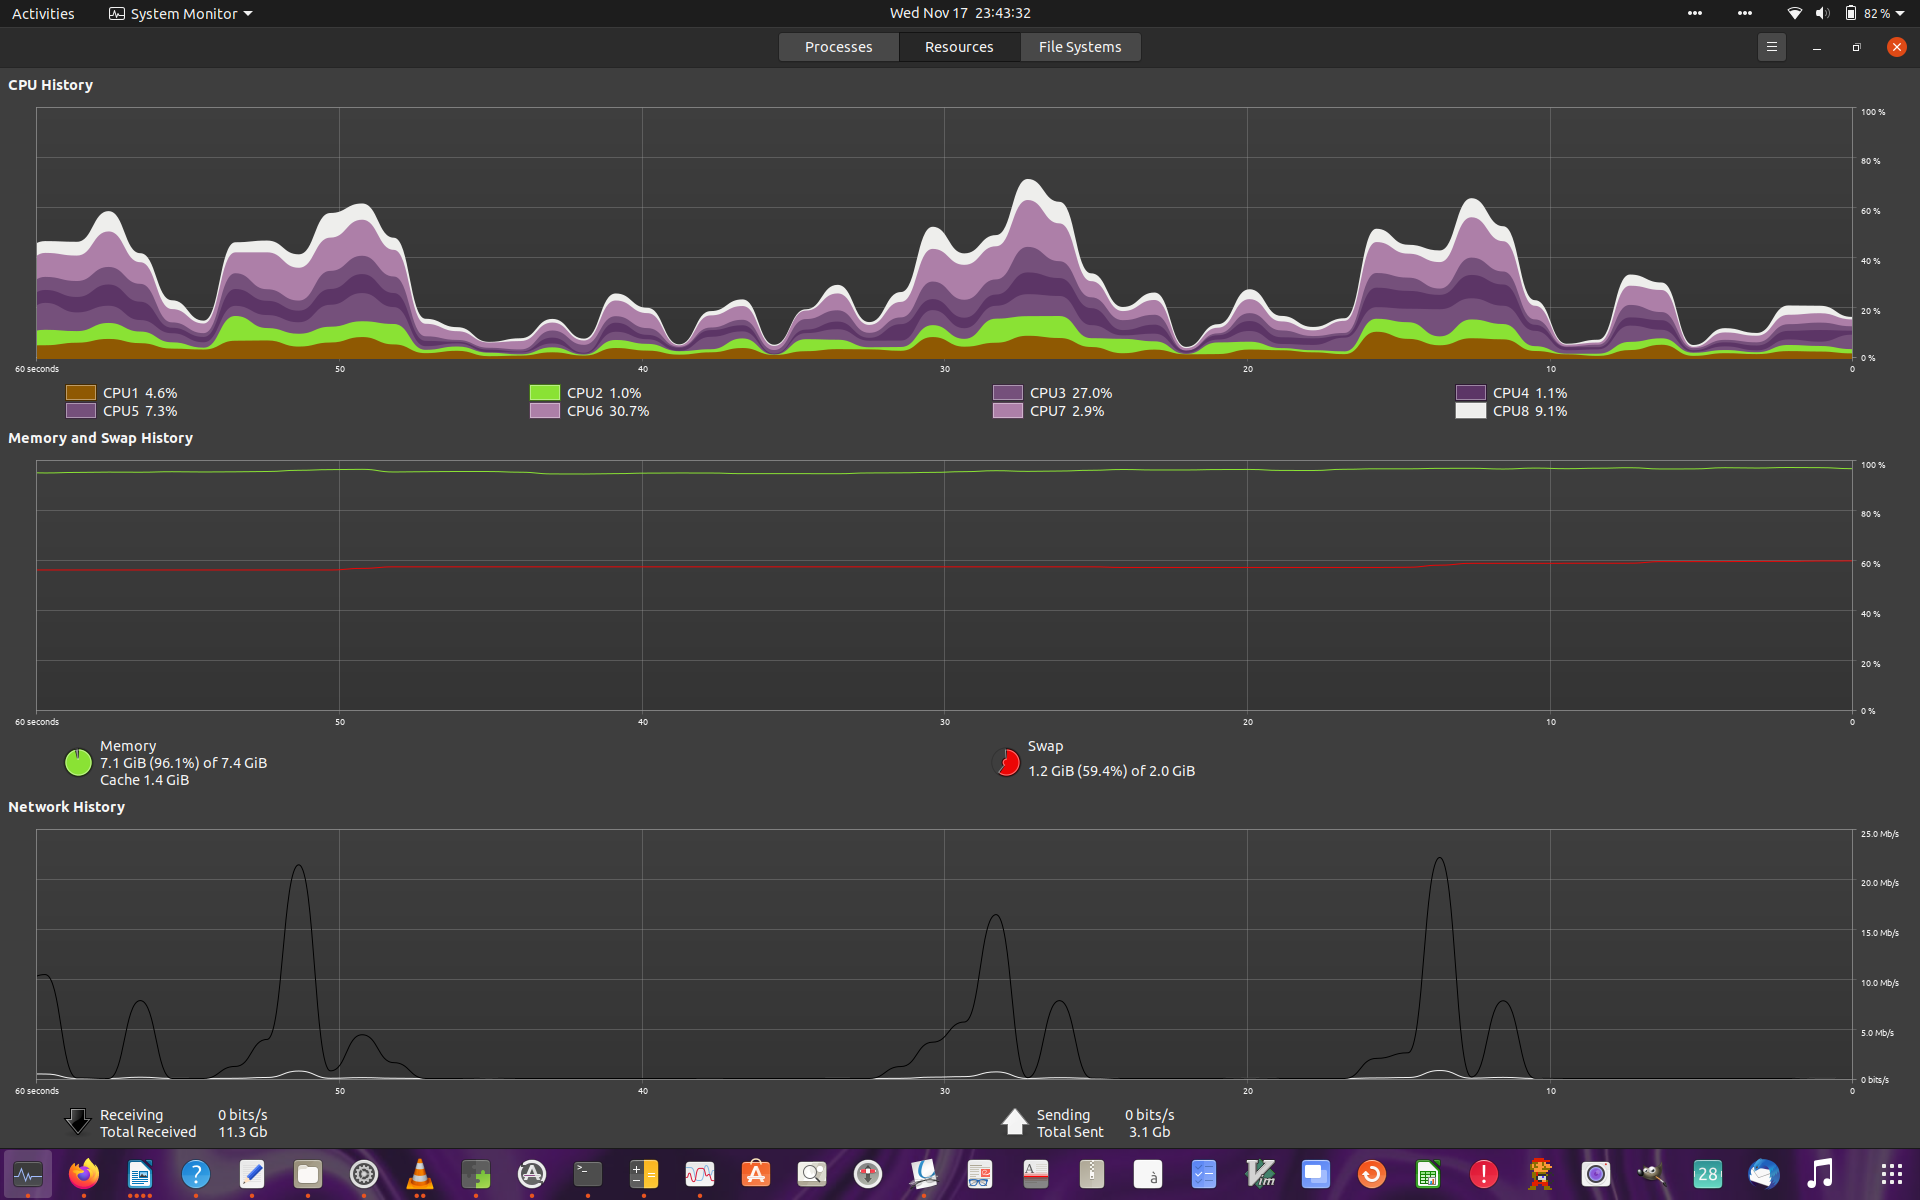 Activities System Monitor Wed Nov 17 23:43:32 82 %
Processes Resources File Systems
CPU History
100 %
80 %
60 %
40 %
20 %
0 %
60 seconds 50 40 30 20 10 0
CPU1 4.6% CPU2 1.0% CPU3 27.0% CPU4 1.1%
CPU5 7.3% CPU6 30.7% CPU7 2.9% CPU8 9.1%
Memory and Swap History
100 %
80 %
60 %
40 %
20 %
0 %
60 seconds 50 40 30 20 10 0
Memory
7.1 GiB (96.1%) of 7.4 GiB
Cache 1.4 GiB
Swap
1.2 GiB (59.4%) of 2.0 GiB
Network History
25.0 Mb/s
20.0 Mb/s
15.0 Mb/s
10.0 Mb/s
5.0 Mb/s
0 bits/s
60 seconds 50 40 30 20 10 0
Receiving 0 bits/s
Total Received 11.3 Gb
Sending 0 bits/s
Total Sent 3.1 Gb
? >_ A à Vim ! 28